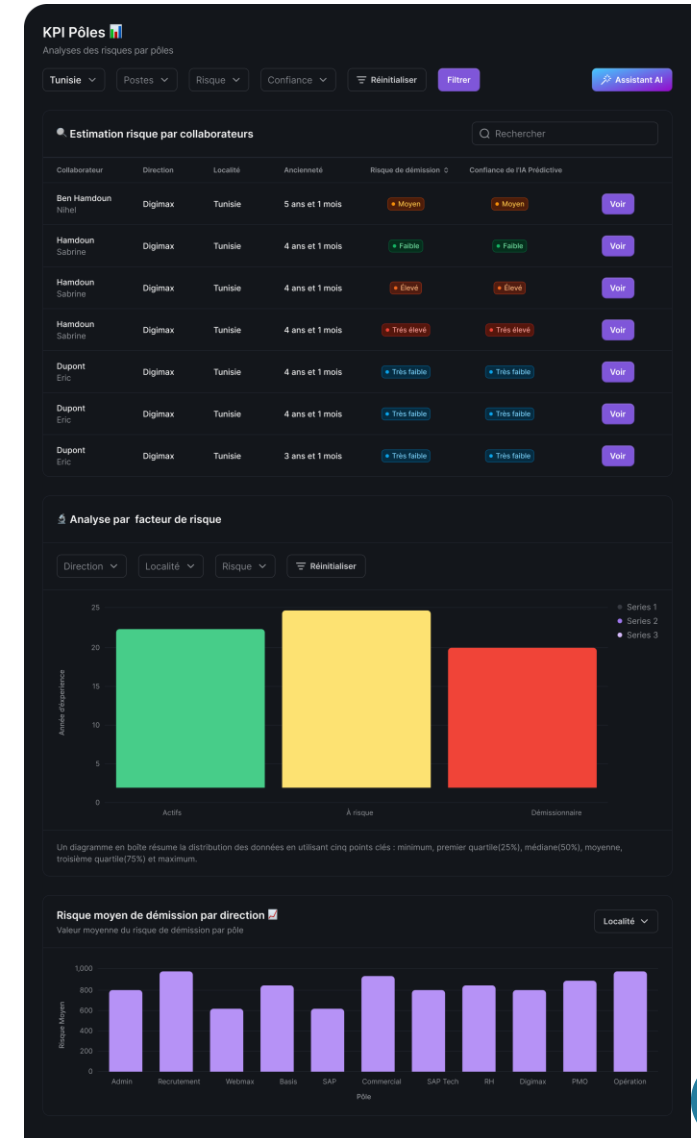 KPI Pôles
Analyses des risques par pôles
Tunisie Postes Risque Confiance Réinitialiser Filtrer Assistant AI
Estimation risque par collaborateurs Rechercher
Collaborateur Direction Localité Ancienneté Risque de démission Confiance de l'IA Prédictive
Ben Hamdoun
Nihel Digimax Tunisie 5 ans et 1 mois Moyen Moyen Voir
Hamdoun
Sabrine Digimax Tunisie 4 ans et 1 mois Faible Faible Voir
Hamdoun
Sabrine Digimax Tunisie 4 ans et 1 mois Élevé Élevé Voir
Hamdoun
Sabrine Digimax Tunisie 4 ans et 1 mois Très élevé Très élevé Voir
Dupont
Eric Digimax Tunisie 4 ans et 1 mois Très faible Très faible Voir
Dupont
Eric Digimax Tunisie 4 ans et 1 mois Très faible Très faible Voir
Dupont
Eric Digimax Tunisie 3 ans et 1 mois Très faible Très faible Voir
Analyse par facteur de risque
Direction Localité Risque Réinitialiser
Series 1
Series 2
Series 3
Année d'éxperience
25
20
15
10
5
0
Actifs À risque Démissionnaire
Un diagramme en boîte résume la distribution des données en utilisant cinq points clés : minimum, premier quartile(25%), médiane(50%), moyenne,
troisième quartile(75%) et maximum.
Risque moyen de démission par direction
Valeur moyenne du risque de démission par pôle
Localité
Risque Moyen
1,000
800
600
400
200
0
Admin Recrutement Webmax Basis SAP Commercial SAP Tech RH Digimax PMO Opération
Pôle